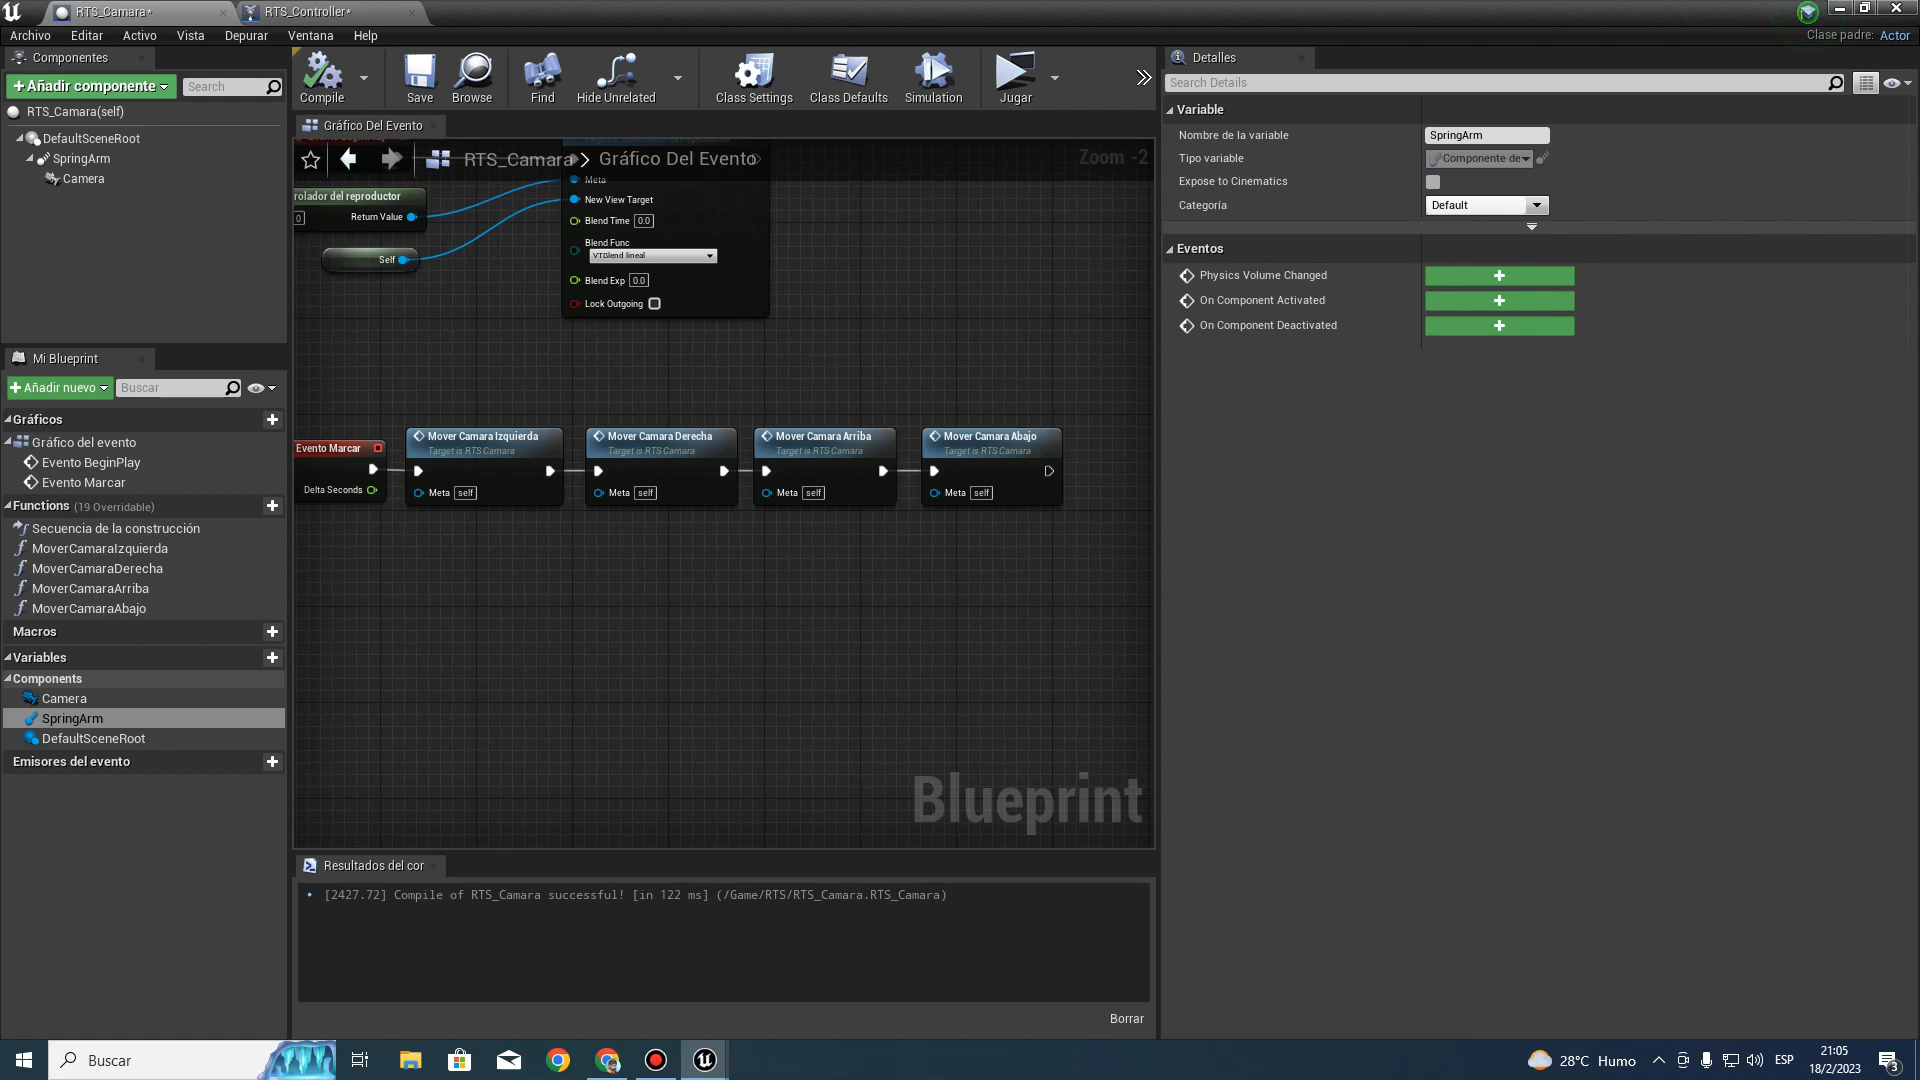 RTS_Camara*
RTS_Controller*
Archivo Editar Activo Vista Depurar Ventana Help
Clase padre: Actor
Componentes
Añadir componente
Search
RTS_Camara(self)
DefaultSceneRoot
SpringArm
Camera
Compile
Save
Browse
Find
Hide Unrelated
Class Settings
Class Defaults
Simulation
Jugar
Gráfico Del Evento
RTS_Camara > Gráfico Del Evento
Zoom -2
Meta
rolador del reproductor
0
Return Value
New View Target
Blend Time 0.0
Self
Blend Func
VTBlend lineal
Blend Exp 0.0
Lock Outgoing
Evento Marcar
Delta Seconds
Mover Camara Izquierda
Target is RTS Camara
Meta self
Mover Camara Derecha
Target is RTS Camara
Meta self
Mover Camara Arriba
Target is RTS Camara
Meta self
Mover Camara Abajo
Target is RTS Camara
Meta self
Blueprint
Mi Blueprint
Añadir nuevo
Buscar
Gráficos
Gráfico del evento
Evento BeginPlay
Evento Marcar
Functions (19 Overridable)
Secuencia de la construcción
MoverCamaraIzquierda
MoverCamaraDerecha
MoverCamaraArriba
MoverCamaraAbajo
Macros
Variables
Components
Camera
SpringArm
DefaultSceneRoot
Emisores del evento
Resultados del cor
[2427.72] Compile of RTS_Camara successful! [in 122 ms] (/Game/RTS/RTS_Camara.RTS_Camara)
Borrar
Detalles
Search Details
Variable
Nombre de la variable SpringArm
Tipo variable Componente de
Expose to Cinematics
Categoría Default
Eventos
Physics Volume Changed
On Component Activated
On Component Deactivated
Buscar
28°C Humo
ESP
21:05
18/2/2023
3